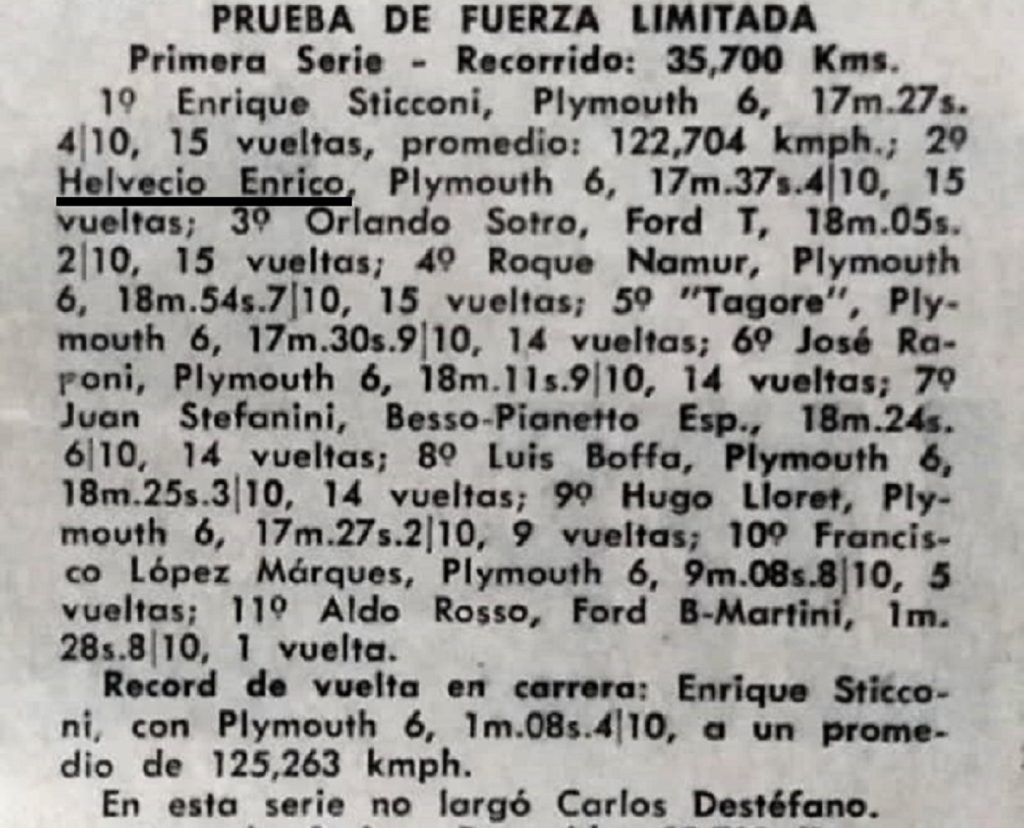 PRUEBA DE FUERZA LIMITADA
Primera Serie - Recorrido: 35,700 Kms.
1º Enrique Sticconi, Plymouth 6, 17m.27s.
4|10, 15 vueltas, promedio: 122,704 kmph.; 2º
Helvecio Enrico, Plymouth 6, 17m.37s.4|10, 15
vueltas; 3º Orlando Sotro, Ford T, 18m.05s.
2|10, 15 vueltas; 4º Roque Namur, Plymouth
6, 18m.54s.7|10, 15 vueltas; 5º "Tagore", Ply-
mouth 6, 17m.30s.9|10, 14 vueltas; 6º José Ra-
poni, Plymouth 6, 18m.11s.9|10, 14 vueltas; 7º
Juan Stefanini, Besso-Pianetto Esp., 18m.24s.
6|10, 14 vueltas; 8º Luis Boffa, Plymouth 6,
18m.25s.3|10, 14 vueltas; 9º Hugo Lloret, Ply-
mouth 6, 17m.27s.2|10, 9 vueltas; 10º Francis-
co López Márques, Plymouth 6, 9m.08s.8|10, 5
vueltas; 11º Aldo Rosso, Ford B-Martini, 1m.
28s.8|10, 1 vuelta.
Record de vuelta en carrera: Enrique Sticco-
ni, con Plymouth 6, 1m.08s.4|10, a un prome-
dio de 125,263 kmph.
En esta serie no largó Carlos Destéfano.